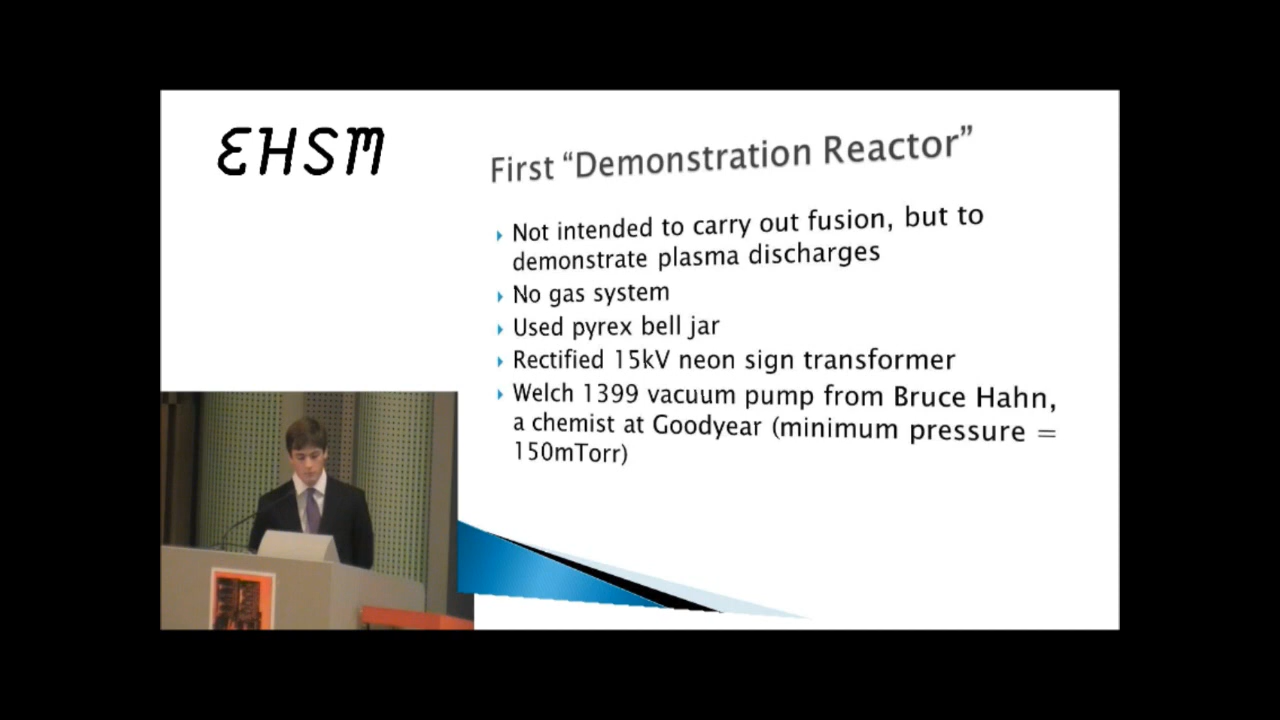 EHSM
First “Demonstration Reactor”
Not intended to carry out fusion, but to
demonstrate plasma discharges
No gas system
Used pyrex bell jar
Rectified 15kV neon sign transformer
Welch 1399 vacuum pump from Bruce Hahn,
a chemist at Goodyear (minimum pressure =
150mTorr)